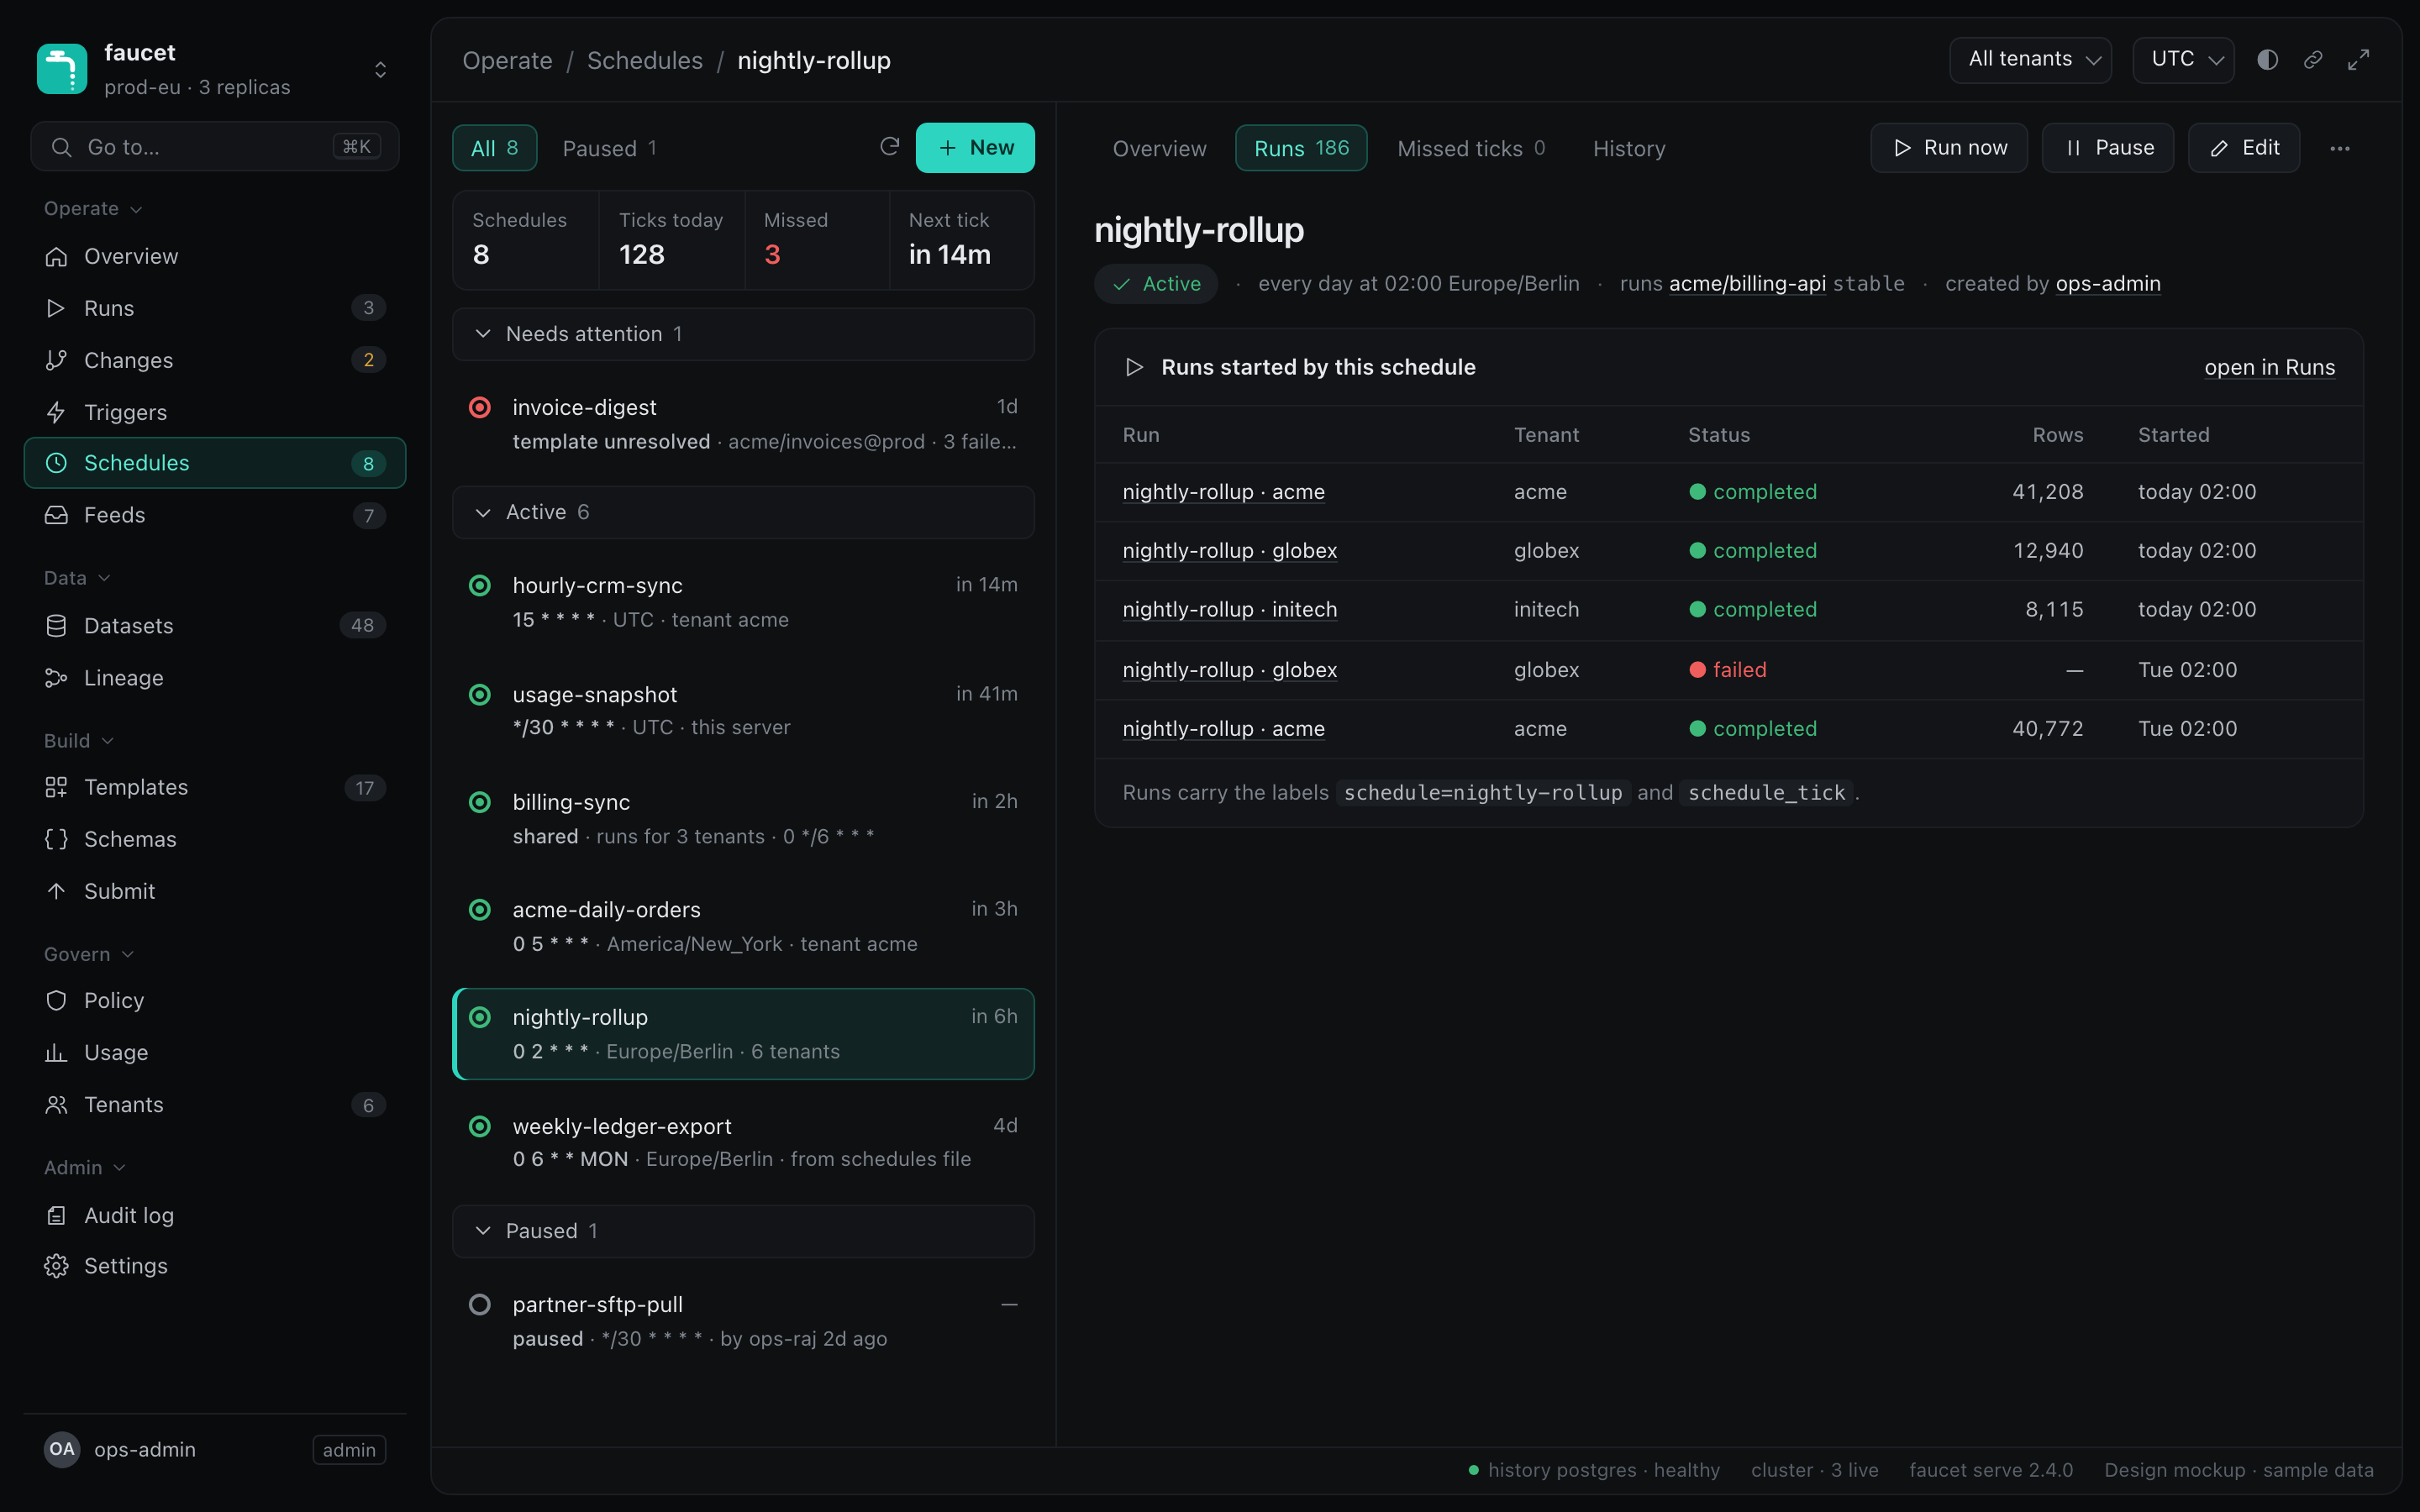 faucet
prod-eu · 3 replicas
Go to... ⌘K
Operate
Overview
Runs 3
Changes 2
Triggers
Schedules 8
Feeds 7
Data
Datasets 48
Lineage
Build
Templates 17
Schemas
Submit
Govern
Policy
Usage
Tenants 6
Admin
Audit log
Settings
OA ops-admin admin
Operate / Schedules / nightly-rollup
All tenants UTC
All 8 Paused 1 + New
Schedules Ticks today Missed Next tick
8 128 3 in 14m
Needs attention 1
invoice-digest 1d
template unresolved · acme/invoices@prod · 3 faile…
Active 6
hourly-crm-sync in 14m
15 * * * * · UTC · tenant acme
usage-snapshot in 41m
*/30 * * * * · UTC · this server
billing-sync in 2h
shared · runs for 3 tenants · 0 */6 * * *
acme-daily-orders in 3h
0 5 * * * · America/New_York · tenant acme
nightly-rollup in 6h
0 2 * * * · Europe/Berlin · 6 tenants
weekly-ledger-export 4d
0 6 * * MON · Europe/Berlin · from schedules file
Paused 1
partner-sftp-pull —
paused · */30 * * * * · by ops-raj 2d ago
Overview Runs 186 Missed ticks 0 History Run now Pause Edit ···
nightly-rollup
Active · every day at 02:00 Europe/Berlin · runs acme/billing-api stable · created by ops-admin
Runs started by this schedule open in Runs
Run Tenant Status Rows Started
nightly-rollup · acme acme completed 41,208 today 02:00
nightly-rollup · globex globex completed 12,940 today 02:00
nightly-rollup · initech initech completed 8,115 today 02:00
nightly-rollup · globex globex failed — Tue 02:00
nightly-rollup · acme acme completed 40,772 Tue 02:00
Runs carry the labels schedule=nightly-rollup and schedule_tick.
history postgres · healthy cluster · 3 live faucet serve 2.4.0 Design mockup · sample data